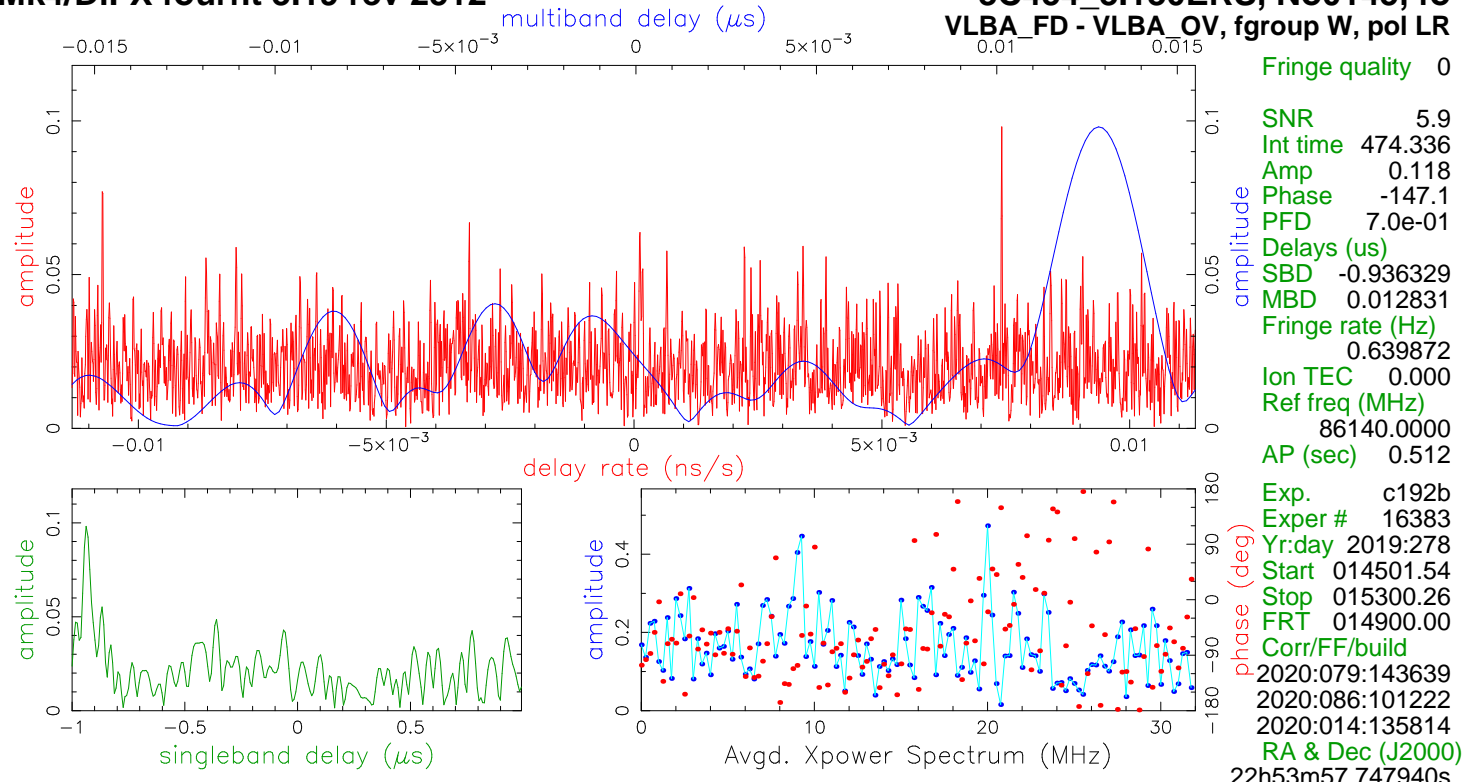 multiband delay (μs)
VLBA_FD - VLBA_OV, fgroup W, pol LR
−0.015 −0.01 −5×10⁻³ 0 5×10⁻³ 0.01 0.015
amplitude
0 0.05 0.1
amplitude
0 0.05 0.1
−0.01 −5×10⁻³ 0 5×10⁻³ 0.01
delay rate (ns/s)
Fringe quality 0
SNR 5.9
Int time 474.336
Amp 0.118
Phase -147.1
PFD 7.0e-01
Delays (us)
SBD -0.936329
MBD 0.012831
Fringe rate (Hz)
0.639872
Ion TEC 0.000
Ref freq (MHz)
86140.0000
AP (sec) 0.512
Exp. c192b
Exper # 16383
Yr:day 2019:278
Start 014501.54
Stop 015300.26
FRT 014900.00
Corr/FF/build
2020:079:143639
2020:086:101222
2020:014:135814
RA & Dec (J2000)
22h53m57.747940s
amplitude
0 0.05 0.1
−1 −0.5 0 0.5
singleband delay (μs)
amplitude
0 0.2 0.4
0 10 20 30
Avgd. Xpower Spectrum (MHz)
phase (deg)
−180 −90 0 90 180